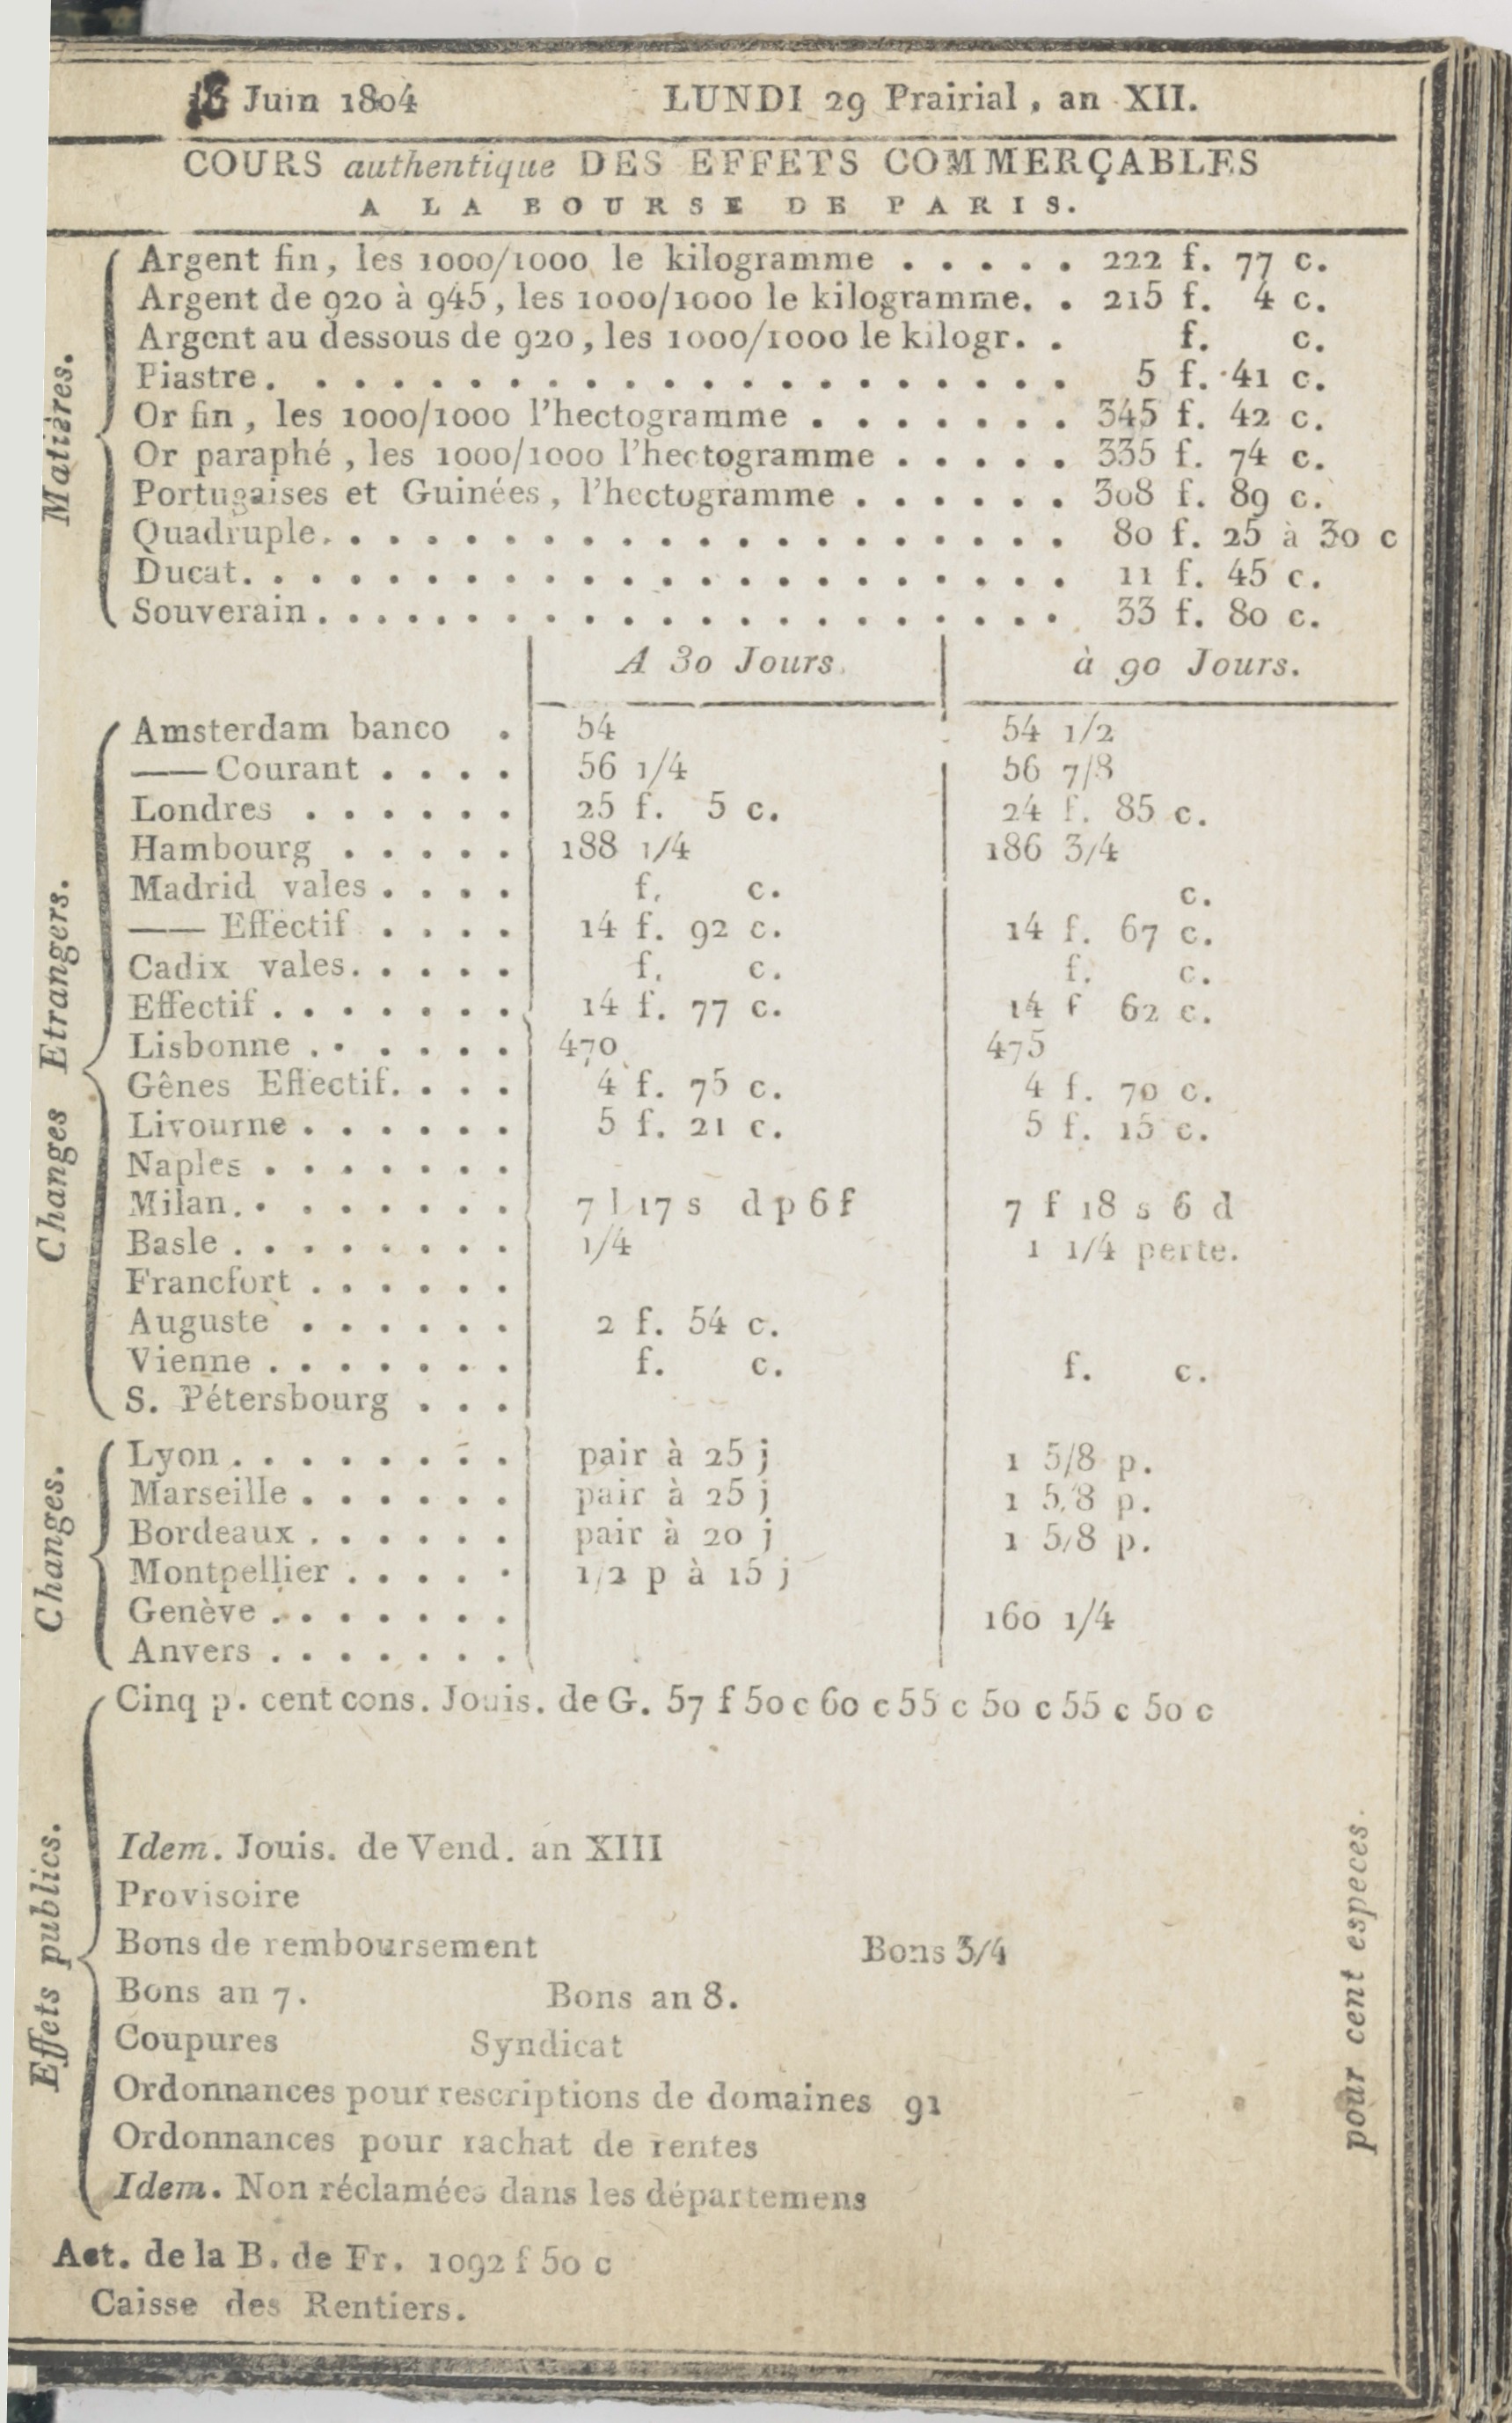 18 Juin 1804 LUNDI 29 Prairial, an XII.
COURS authentique DES EFFETS COMMERÇABLES
A LA BOURSE DE PARIS.
Matières.
Argent fin, les 1000/1000 le kilogramme . . . . . 222 f. 77 c.
Argent de 920 à 945, les 1000/1000 le kilogramme. . 215 f. 4 c.
Argent au dessous de 920, les 1000/1000 le kilogr. . f. c.
Piastre. . . . . . . . . . . . . . . . . . . . . 5 f. 41 c.
Or fin, les 1000/1000 l'hectogramme . . . . . . . 345 f. 42 c.
Or paraphé, les 1000/1000 l'hectogramme . . . . . 335 f. 74 c.
Portugaises et Guinées, l'hectogramme . . . . . . 308 f. 89 c.
Quadruple. . . . . . . . . . . . . . . . . . . . 80 f. 25 à 30 c
Ducat. . . . . . . . . . . . . . . . . . . . . . 11 f. 45 c.
Souverain . . . . . . . . . . . . . . . . . . . . 33 f. 80 c.
A 30 Jours. à 90 Jours.
Changes Etrangers.
Amsterdam banco . 54 54 1/2
—— Courant . . . . 56 1/4 56 7/8
Londres . . . . . . 25 f. 5 c. 24 f. 85 c.
Hambourg . . . . . 188 1/4 186 3/4
Madrid vales . . . . f. c. c.
—— Effectif . . . . 14 f. 92 c. 14 f. 67 c.
Cadix vales. . . . . f. c. f. c.
Effectif . . . . . . . 14 f. 77 c. 14 f 62 c.
Lisbonne . . . . . . 470 475
Gênes Effectif. . . . 4 f. 75 c. 4 f. 70 c.
Livourne . . . . . . 5 f. 21 c. 5 f. 15 c.
Naples . . . . . . .
Milan. . . . . . . . 7 l 17 s d p 6 f 7 f 18 s 6 d
Basle . . . . . . . . 1/4 1 1/4 perte.
Francfort . . . . . .
Auguste . . . . . . 2 f. 54 c.
Vienne . . . . . . . f. c. f. c.
S. Pétersbourg . . .
Changes.
Lyon . . . . . . . . pair à 25 j 1 5/8 p.
Marseille . . . . . . pair à 25 j 1 5/8 p.
Bordeaux . . . . . . pair à 20 j 1 5/8 p.
Montpellier . . . . . 1/2 p à 15 j
Genève . . . . . . . 160 1/4
Anvers . . . . . . .
Effets publics.
Cinq p. cent cons. Jouis. de G. 57 f 50 c 60 c 55 c 50 c 55 c 50 c
Idem. Jouis. de Vend. an XIII
Provisoire
Bons de remboursement Bons 3/4
Bons an 7. Bons an 8.
Coupures Syndicat
Ordonnances pour rescriptions de domaines 91
Ordonnances pour rachat de rentes
Idem. Non réclamées dans les départemens
pour cent especes.
Act. de la B. de Fr. 1092 f 50 c
Caisse des Rentiers.